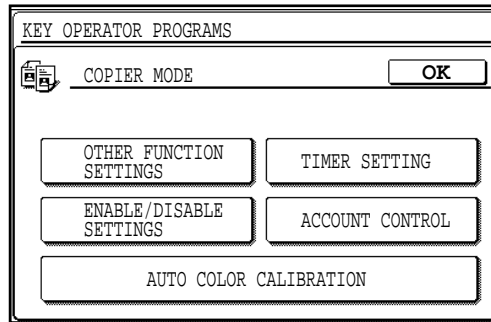 KEY OPERATOR PROGRAMS
COPIER MODE
OK
OTHER FUNCTION
SETTINGS
TIMER SETTING
ENABLE/DISABLE
SETTINGS
ACCOUNT CONTROL
AUTO COLOR CALIBRATION